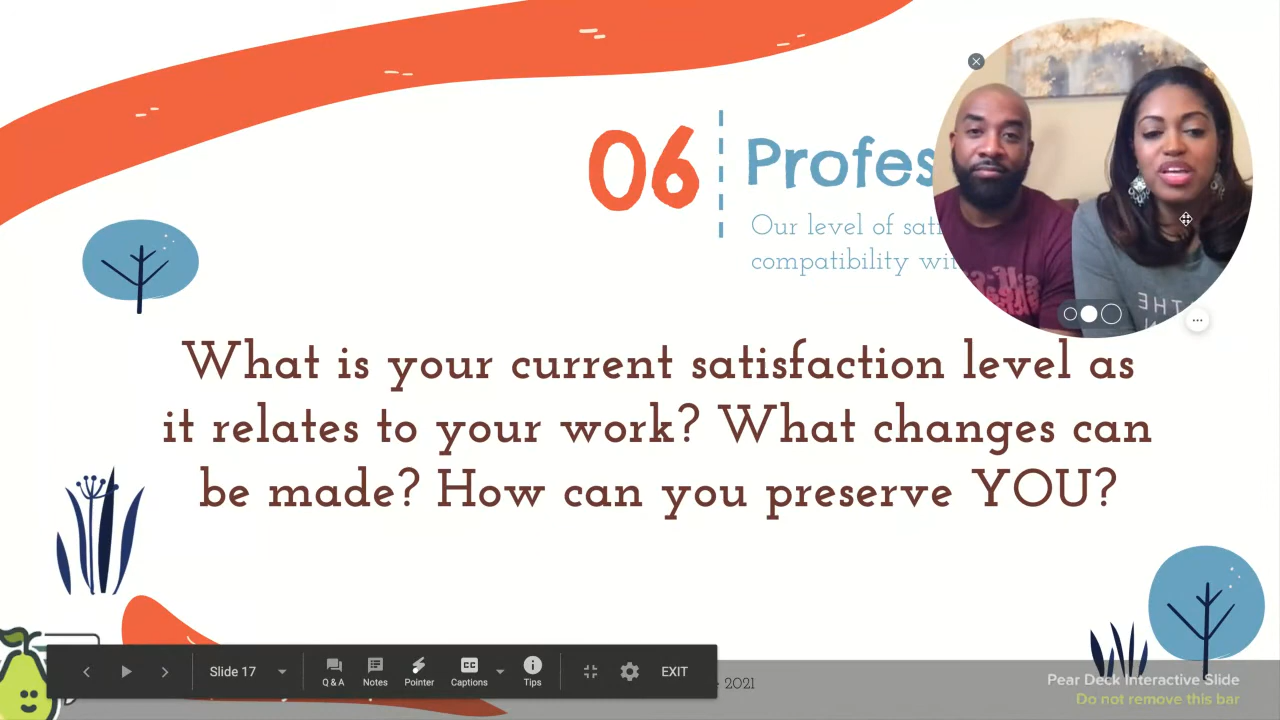 06
Profes
Our level of sati
compatibility wit
What is your current satisfaction level as
it relates to your work? What changes can
be made? How can you preserve YOU?
THE
Slide 17
Q & A
Notes
Pointer
CC
Captions
Tips
EXIT
2021
Pear Deck Interactive Slide
Do not remove this bar